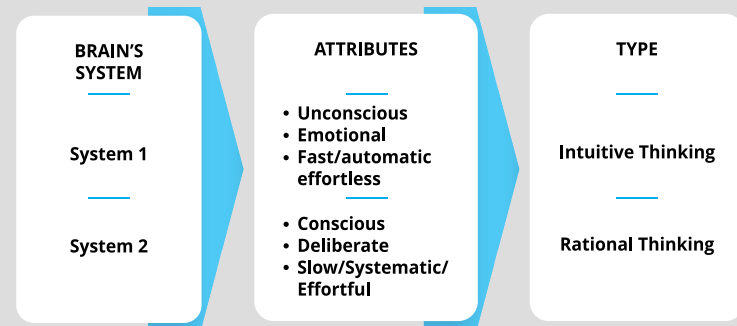 BRAIN'S
SYSTEM
System 1
System 2
ATTRIBUTES
• Unconscious
• Emotional
• Fast/automatic
effortless
• Conscious
• Deliberate
• Slow/Systematic/
Effortful
TYPE
Intuitive Thinking
Rational Thinking